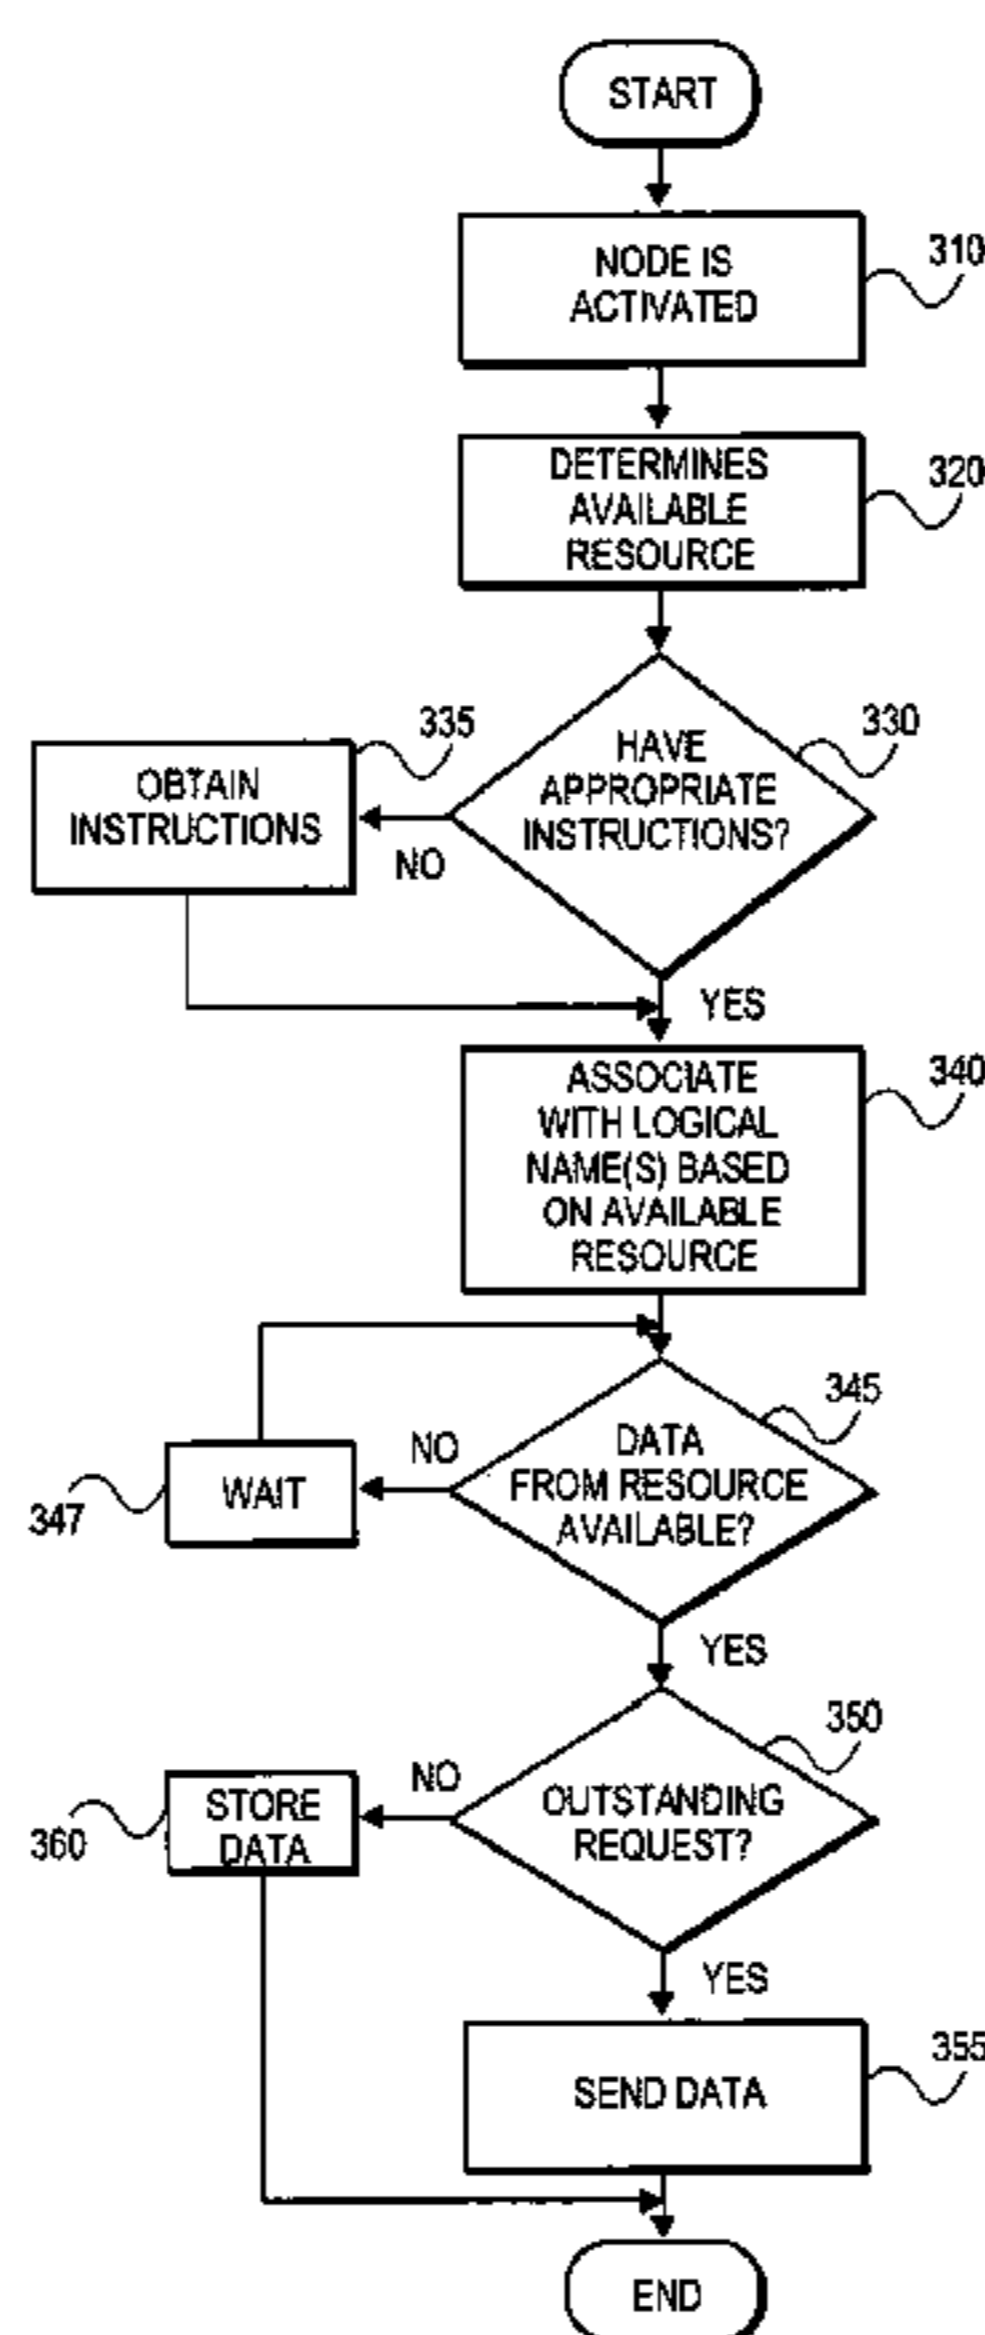 START
NODE IS
ACTIVATED
310
DETERMINES
AVAILABLE
RESOURCE
320
HAVE
APPROPRIATE
INSTRUCTIONS?
330
335
OBTAIN
INSTRUCTIONS
NO
YES
ASSOCIATE
WITH LOGICAL
NAME(S) BASED
ON AVAILABLE
RESOURCE
340
345
DATA
FROM RESOURCE
AVAILABLE?
NO
WAIT
347
YES
350
OUTSTANDING
REQUEST?
NO
STORE
DATA
360
YES
SEND DATA
355
END